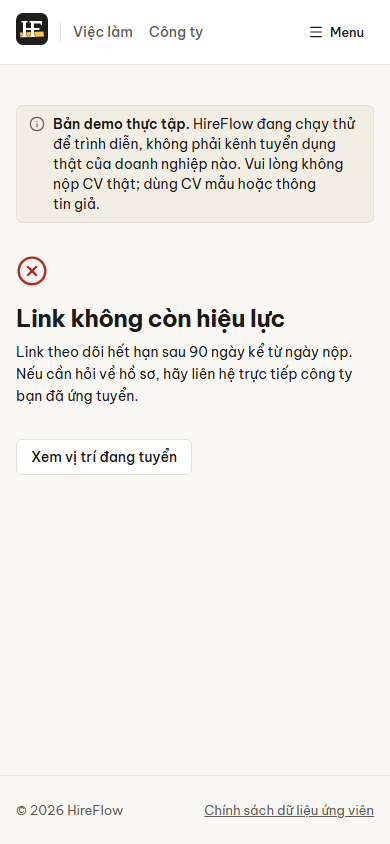 HF
Việc làm
Công ty
Menu
Bản demo thực tập. HireFlow đang chạy thử
để trình diễn, không phải kênh tuyển dụng
thật của doanh nghiệp nào. Vui lòng không
nộp CV thật; dùng CV mẫu hoặc thông
tin giả.
Link không còn hiệu lực
Link theo dõi hết hạn sau 90 ngày kể từ ngày nộp.
Nếu cần hỏi về hồ sơ, hãy liên hệ trực tiếp công ty
bạn đã ứng tuyển.
Xem vị trí đang tuyển
© 2026 HireFlow
Chính sách dữ liệu ứng viên